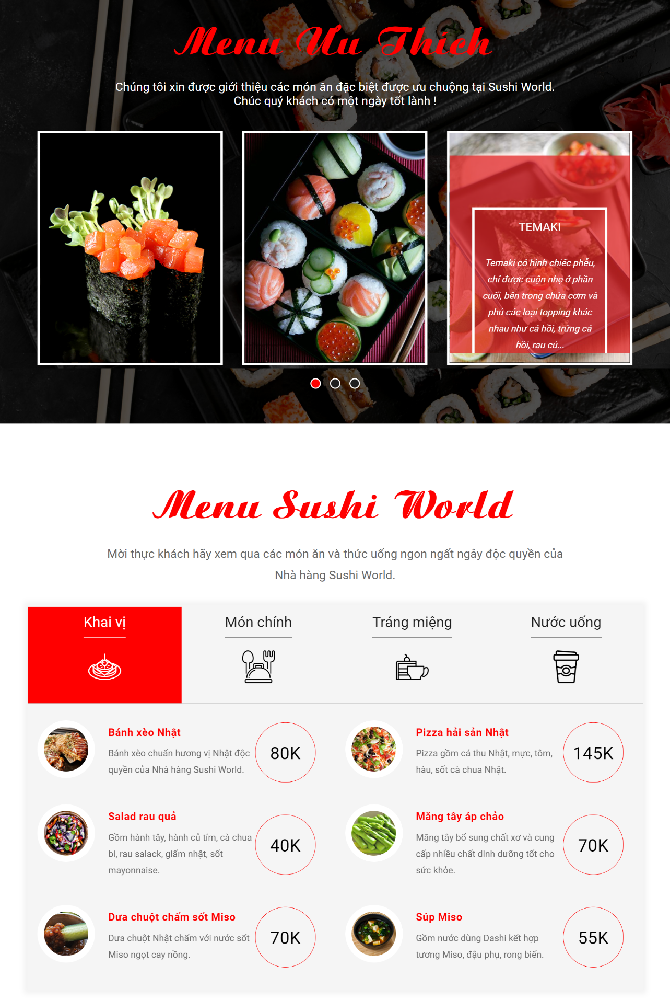 Menu Ưu Thích
Chúng tôi xin được giới thiệu các món ăn đặc biệt được ưu chuộng tại Sushi World.
Chúc quý khách có một ngày tốt lành !
TEMAKI
Temaki có hình chiếc phễu,
chỉ được cuộn nhẹ ở phần
cuối, bên trong chứa cơm và
phủ các loại topping khác
nhau như cá hồi, trứng cá
hồi, rau củ...
Menu Sushi World
Mời thực khách hãy xem qua các món ăn và thức uống ngon ngất ngây độc quyền của
Nhà hàng Sushi World.
Khai vị
Món chính
Tráng miệng
Nước uống
Bánh xèo Nhật
Bánh xèo chuẩn hương vị Nhật độc
quyền của Nhà hàng Sushi World.
80K
Pizza hải sản Nhật
Pizza gồm cá thu Nhật, mực, tôm,
hàu, sốt cà chua Nhật.
145K
Salad rau quả
Gồm hành tây, hành củ tím, cà chua
bi, rau salack, giấm nhật, sốt
mayonnaise.
40K
Măng tây áp chảo
Măng tây bổ sung chất xơ và cung
cấp nhiều chất dinh dưỡng tốt cho
sức khỏe.
70K
Dưa chuột chấm sốt Miso
Dưa chuột Nhật chấm với nước sốt
Miso ngọt cay nồng.
70K
Súp Miso
Gồm nước dùng Dashi kết hợp
tương Miso, đậu phụ, rong biển.
55K